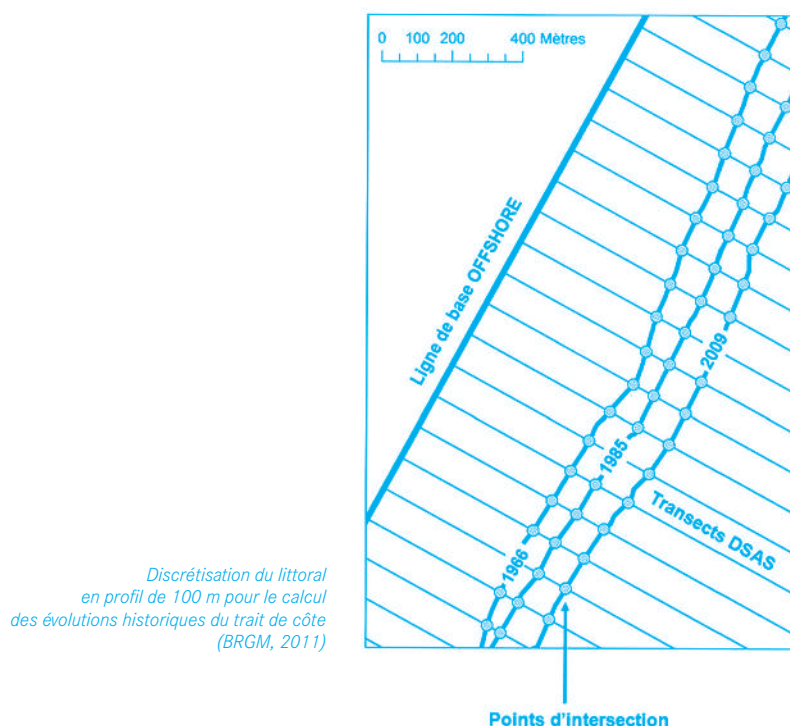 0 100 200 400 Mètres
Ligne de base OFFSHORE
2009
1985
Transects DSAS
1966
Discrétisation du littoral
en profil de 100 m pour le calcul
des évolutions historiques du trait de côte
(BRGM, 2011)
Points d'intersection